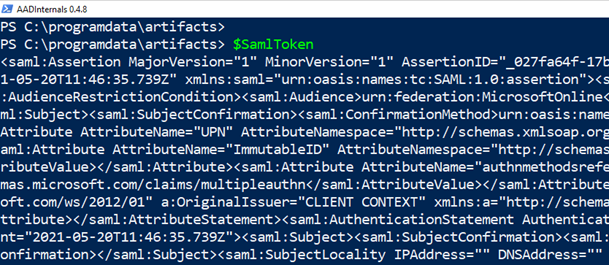 AADInternals 0.4.8
PS C:\programdata\artifacts>
PS C:\programdata\artifacts> $SamlToken
<saml:Assertion MajorVersion="1" MinorVersion="1" AssertionID="_027fa64f-17b
1-05-20T11:46:35.739Z" xmlns:saml="urn:oasis:names:tc:SAML:1.0:assertion"><s
:AudienceRestrictionCondition><saml:Audience>urn:federation:MicrosoftOnline<
ml:Subject><SubjectConfirmation><saml:ConfirmationMethod>urn:oasis:name
Attribute AttributeName="UPN" AttributeNamespace="http://schemas.xmlsoap.org
aml:Attribute AttributeName="ImmutableID" AttributeNamespace="http://schemas
ributeValue></saml:Attribute><saml:Attribute AttributeName="authnmethodsrefe
mas.microsoft.com/claims/multipleauthn</saml:AttributeValue></saml:Attribute
oft.com/ws/2012/01" a:OriginalIssuer="CLIENT CONTEXT" xmlns:a="http://schema
ttribute></saml:AttributeStatement><saml:AuthenticationStatement Authenticat
nt="2021-05-20T11:46:35.739Z"><saml:Subject><saml:SubjectConfirmation><saml:
onfirmation></saml:Subject><saml:SubjectLocality IPAddress="" DNSAddress=""